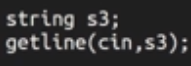 string s3;
getline(cin,s3);